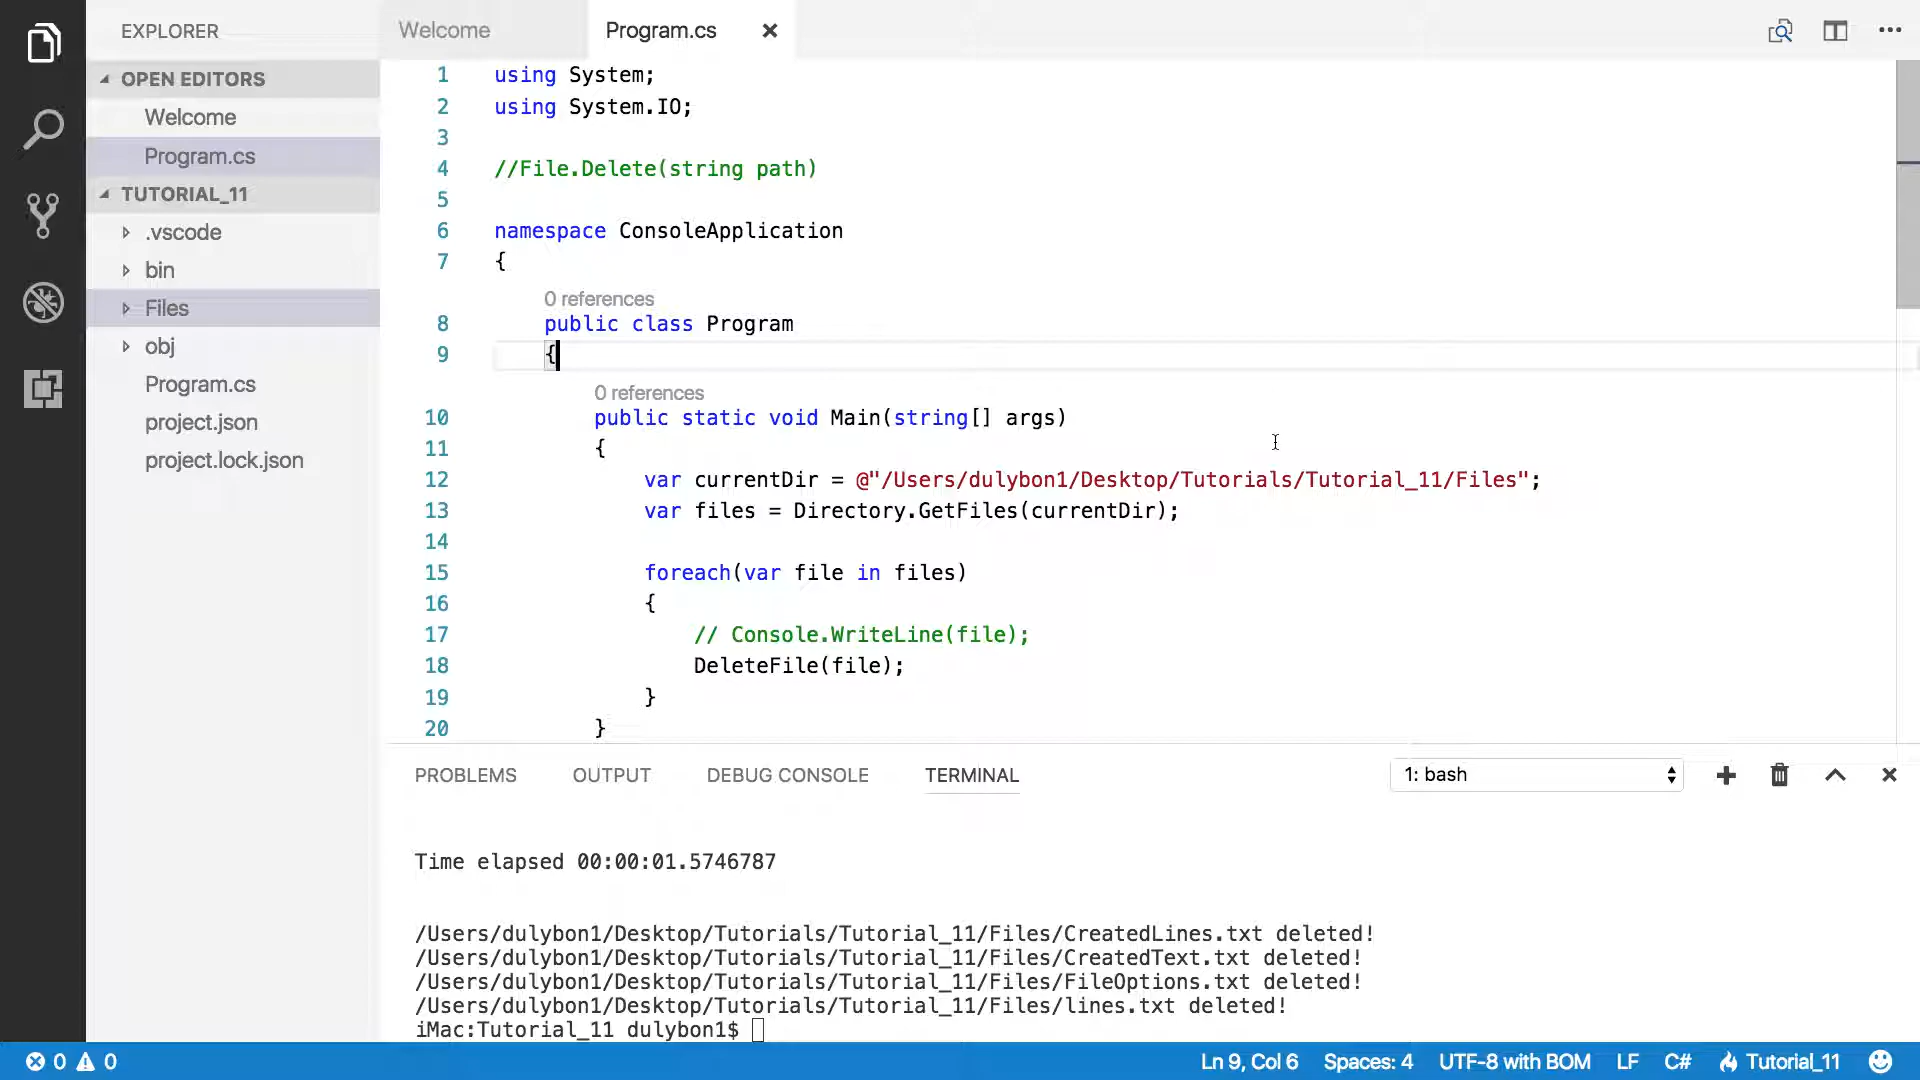 EXPLORER
OPEN EDITORS
Welcome
Program.cs
TUTORIAL_11
.vscode
bin
Files
obj
Program.cs
project.json
project.lock.json
Welcome
Program.cs
1 using System;
2 using System.IO;
3
4 //File.Delete(string path)
5
6 namespace ConsoleApplication
7 {
0 references
8 public class Program
9 {
0 references
10 public static void Main(string[] args)
11 {
12 var currentDir = @"/Users/dulybon1/Desktop/Tutorials/Tutorial_11/Files";
13 var files = Directory.GetFiles(currentDir);
14
15 foreach(var file in files)
16 {
17 // Console.WriteLine(file);
18 DeleteFile(file);
19 }
20 }
PROBLEMS OUTPUT DEBUG CONSOLE TERMINAL 1: bash
Time elapsed 00:00:01.5746787
/Users/dulybon1/Desktop/Tutorials/Tutorial_11/Files/CreatedLines.txt deleted!
/Users/dulybon1/Desktop/Tutorials/Tutorial_11/Files/CreatedText.txt deleted!
/Users/dulybon1/Desktop/Tutorials/Tutorial_11/Files/FileOptions.txt deleted!
/Users/dulybon1/Desktop/Tutorials/Tutorial_11/Files/lines.txt deleted!
iMac:Tutorial_11 dulybon1$
0 0 Ln 9, Col 6 Spaces: 4 UTF-8 with BOM LF C# Tutorial_11